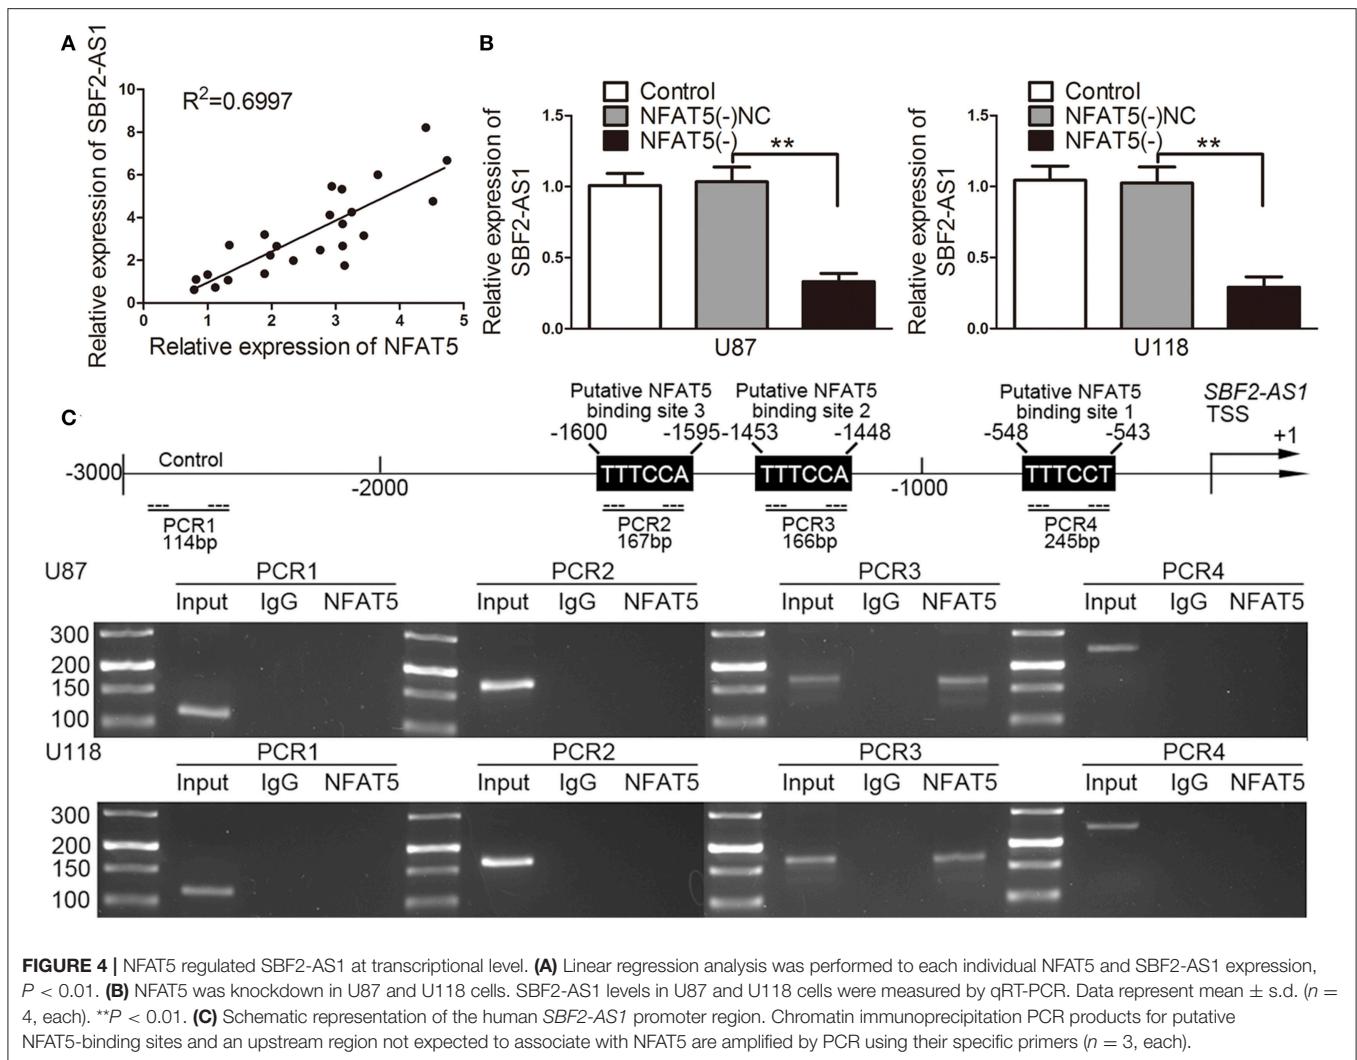 A
Relative expression of SBF2-AS1
R²=0.6997
10
8
6
4
2
0
0 1 2 3 4 5
Relative expression of NFAT5
B
Relative expression of
SBF2-AS1
Control
NFAT5(-)NC
NFAT5(-)
**
1.5
1.0
0.5
0.0
U87
Relative expression of
SBF2-AS1
Control
NFAT5(-)NC
NFAT5(-)
**
1.5
1.0
0.5
0.0
U118
C
Putative NFAT5
binding site 3
-1600 -1595
Putative NFAT5
binding site 2
-1453 -1448
Putative NFAT5
binding site 1
-548 -543
SBF2-AS1
TSS
+1
-3000 Control -2000 TTTCCA TTTCCA -1000 TTTCCT
PCR1
114bp
PCR2
167bp
PCR3
166bp
PCR4
245bp
U87 PCR1 PCR2 PCR3 PCR4
Input IgG NFAT5 Input IgG NFAT5 Input IgG NFAT5 Input IgG NFAT5
300
200
150
100
U118 PCR1 PCR2 PCR3 PCR4
Input IgG NFAT5 Input IgG NFAT5 Input IgG NFAT5 Input IgG NFAT5
300
200
150
100
FIGURE 4 | NFAT5 regulated SBF2-AS1 at transcriptional level. (A) Linear regression analysis was performed to each individual NFAT5 and SBF2-AS1 expression,
P < 0.01. (B) NFAT5 was knockdown in U87 and U118 cells. SBF2-AS1 levels in U87 and U118 cells were measured by qRT-PCR. Data represent mean ± s.d. (n =
4, each). **P < 0.01. (C) Schematic representation of the human SBF2-AS1 promoter region. Chromatin immunoprecipitation PCR products for putative
NFAT5-binding sites and an upstream region not expected to associate with NFAT5 are amplified by PCR using their specific primers (n = 3, each).